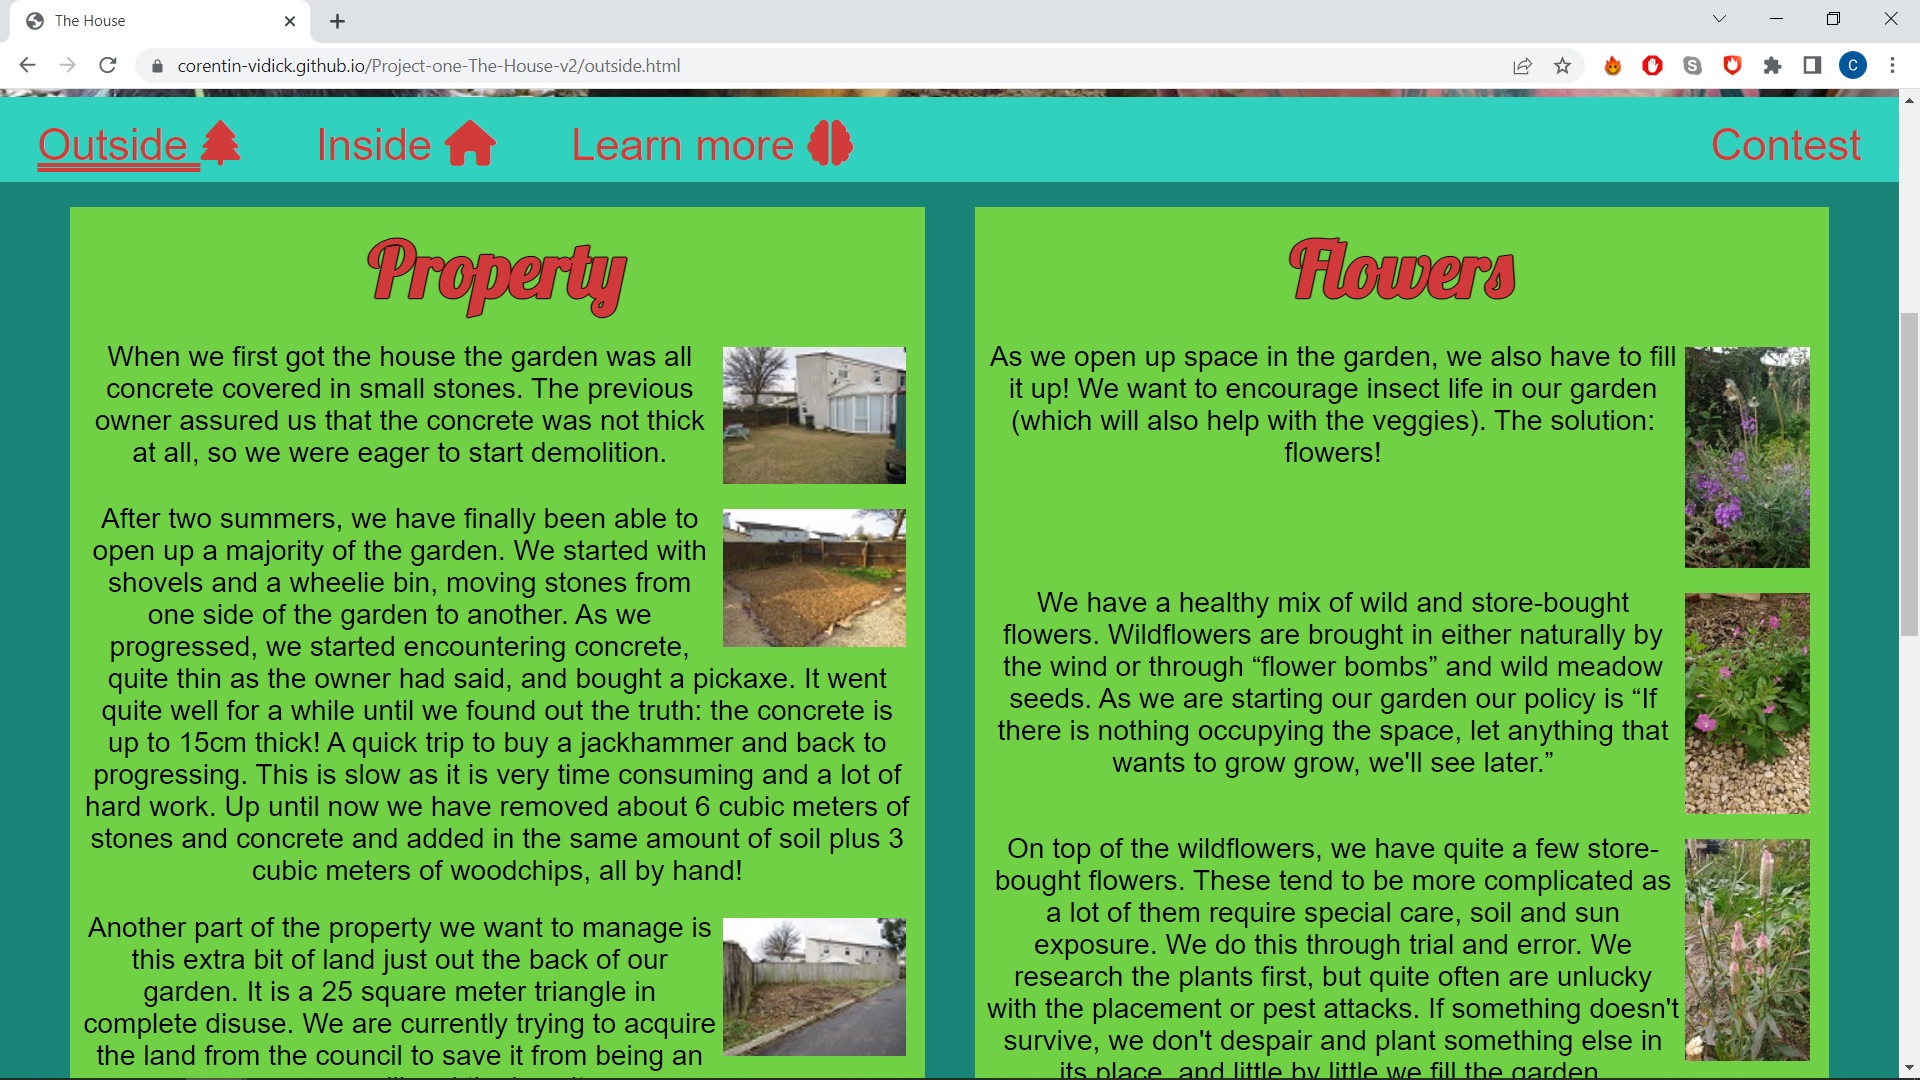 The House
corentin-vidick.github.io/Project-one-The-House-v2/outside.html
C
Outside
Inside
Learn more
Contest
Property
When we first got the house the garden was all
concrete covered in small stones. The previous
owner assured us that the concrete was not thick
at all, so we were eager to start demolition.
After two summers, we have finally been able to
open up a majority of the garden. We started with
shovels and a wheelie bin, moving stones from
one side of the garden to another. As we
progressed, we started encountering concrete,
quite thin as the owner had said, and bought a pickaxe. It went
quite well for a while until we found out the truth: the concrete is
up to 15cm thick! A quick trip to buy a jackhammer and back to
progressing. This is slow as it is very time consuming and a lot of
hard work. Up until now we have removed about 6 cubic meters of
stones and concrete and added in the same amount of soil plus 3
cubic meters of woodchips, all by hand!
Another part of the property we want to manage is
this extra bit of land just out the back of our
garden. It is a 25 square meter triangle in
complete disuse. We are currently trying to acquire
the land from the council to save it from being an
Flowers
As we open up space in the garden, we also have to fill
it up! We want to encourage insect life in our garden
(which will also help with the veggies). The solution:
flowers!
We have a healthy mix of wild and store-bought
flowers. Wildflowers are brought in either naturally by
the wind or through “flower bombs” and wild meadow
seeds. As we are starting our garden our policy is “If
there is nothing occupying the space, let anything that
wants to grow grow, we'll see later.”
On top of the wildflowers, we have quite a few store-
bought flowers. These tend to be more complicated as
a lot of them require special care, soil and sun
exposure. We do this through trial and error. We
research the plants first, but quite often are unlucky
with the placement or pest attacks. If something doesn't
survive, we don't despair and plant something else in
its place, and little by little we fill the garden